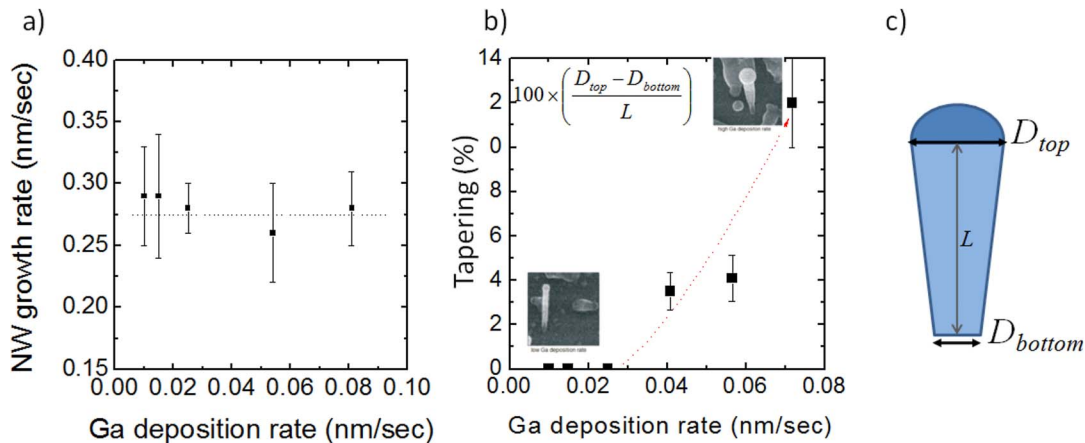 a)
b)
c)
0.40
0.35
0.30
0.25
0.20
0.15
NW growth rate (nm/sec)
0.00 0.02 0.04 0.06 0.08 0.10
Ga deposition rate (nm/sec)
14
2
0
8
6
4
2
0
Tapering (%)
100×(D_top − D_bottom / L)
high Ga deposition rate
low Ga deposition rate
0.00 0.02 0.04 0.06 0.08
Ga deposition rate (nm/sec)
D_top
L
D_bottom